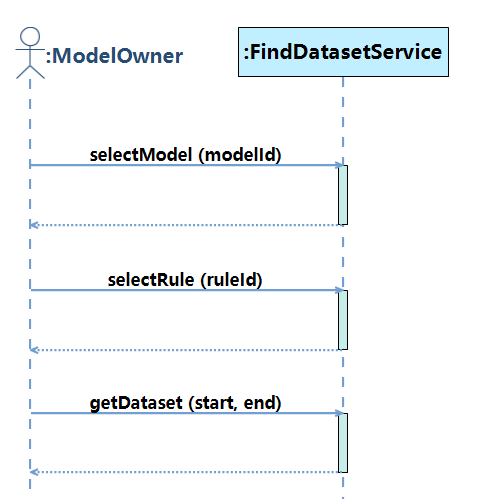 :ModelOwner
:FindDatasetService
selectModel (modelId)
selectRule (ruleId)
getDataset (start, end)